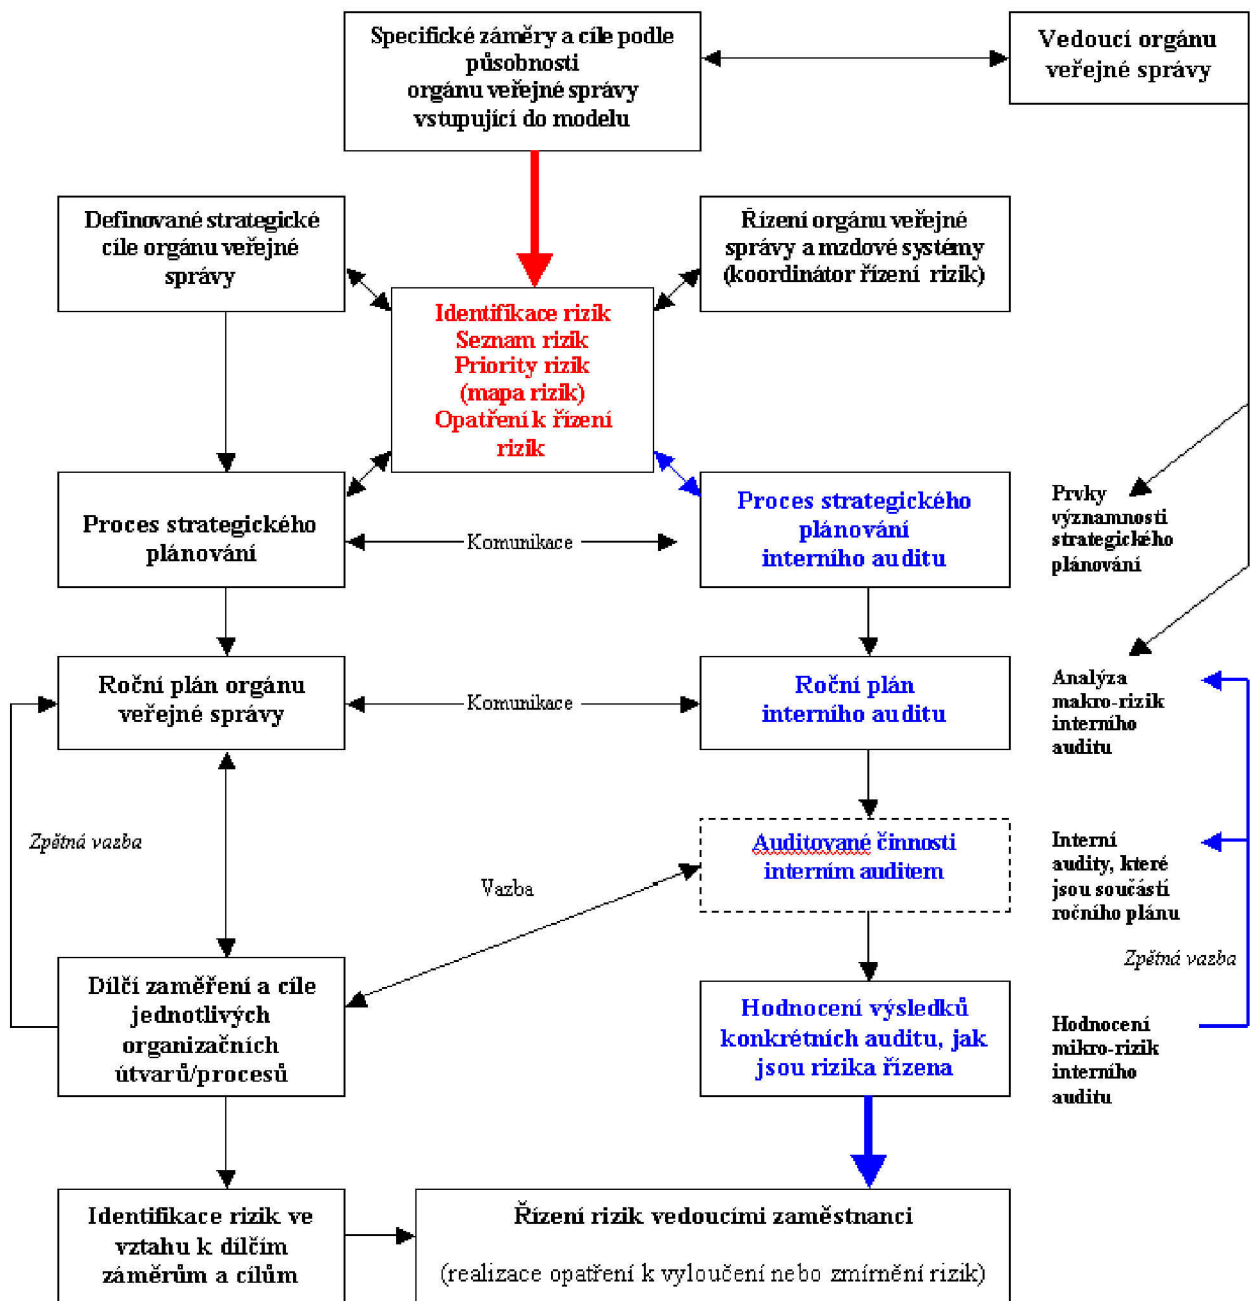 Specifické záměry a cíle podle
působnosti
orgánu veřejné správy
vstupující do modelu
Vedoucí orgánu
veřejné správy
Definované strategické
cíle orgánu veřejné
správy
Řízení orgánu veřejné
správy a mzdové systémy
(koordinátor řízení rizik)
Identifikace rizik
Seznam rizik
Priority rizik
(mapa rizik)
Opatření k řízení
rizik
Proces strategického
plánování
Komunikace
Proces strategického
plánování
interního auditu
Prvky
významnosti
strategického
plánování
Roční plán orgánu
veřejné správy
Komunikace
Roční plán
interního auditu
Analýza
makro-rizik
interního
auditu
Zpětná vazba
Vazba
Auditované činnosti
interním auditem
Interní
audity, které
jsou součástí
ročního plánu
Zpětná vazba
Dílčí zaměření a cíle
jednotlivých
organizačních
útvarů/procesů
Hodnocení výsledků
konkrétních auditu, jak
jsou rizika řízena
Hodnocení
mikro-rizik
interního
auditu
Identifikace rizik ve
vztahu k dílčím
záměrům a cílům
Řízení rizik vedoucími zaměstnanci
(realizace opatření k vyloučení nebo zmírnění rizik)